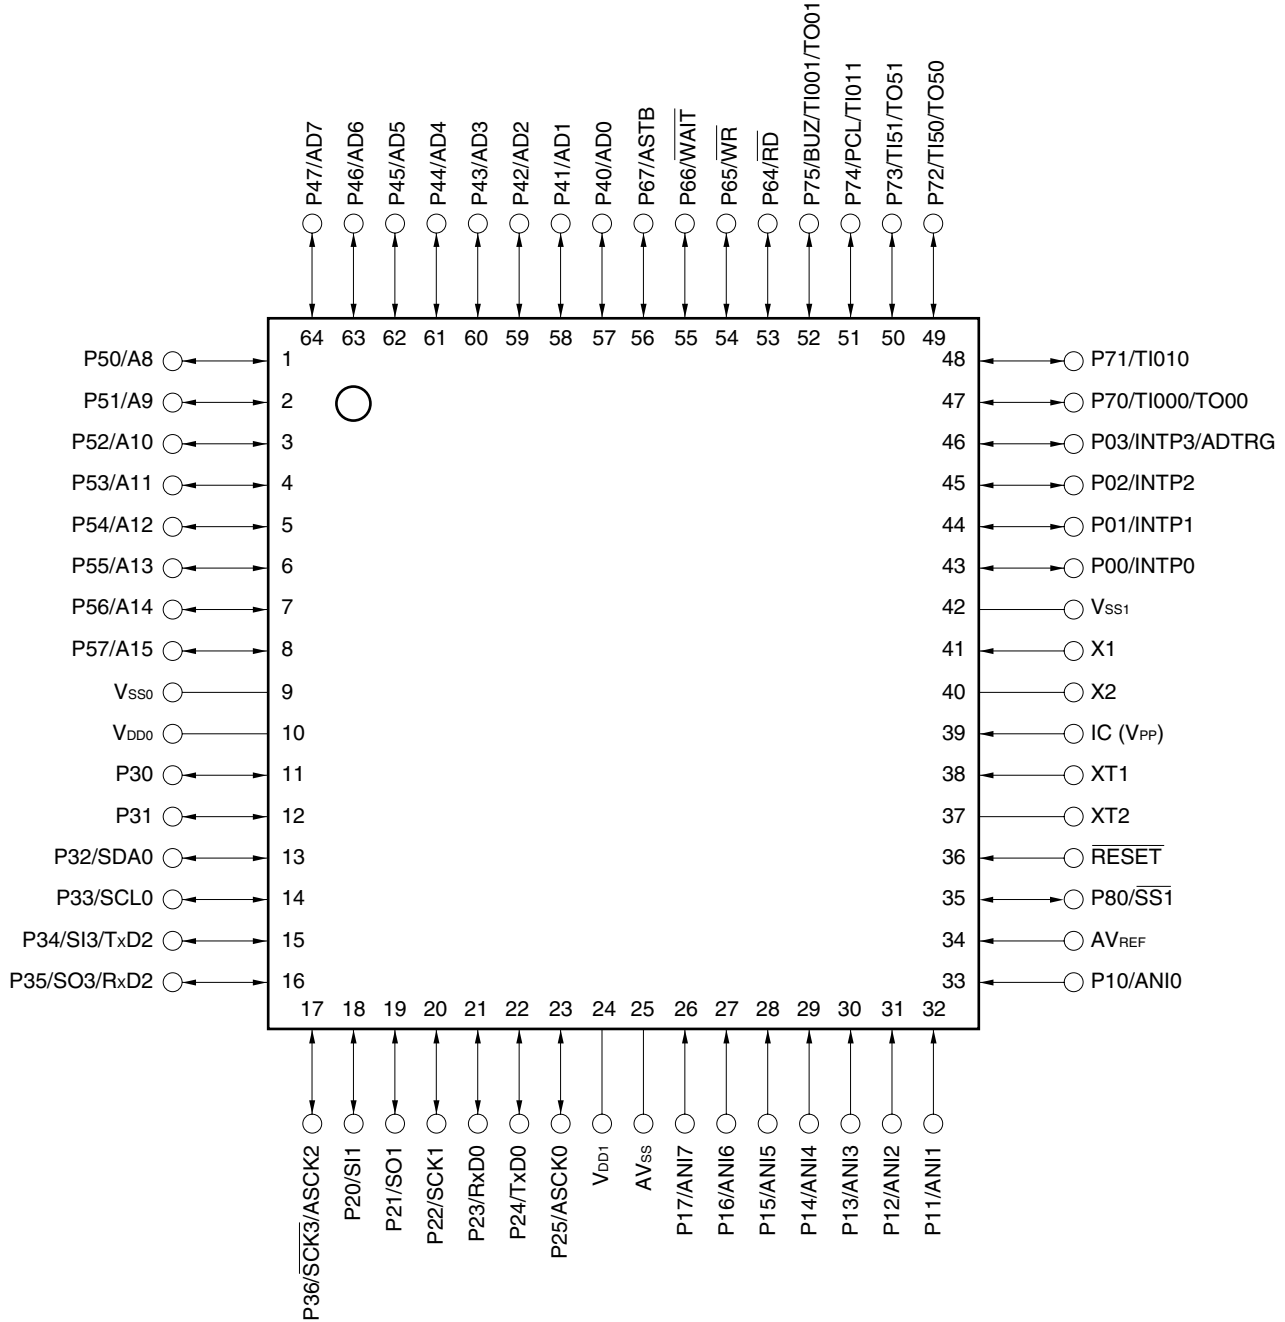 P47/AD7
P46/AD6
P45/AD5
P44/AD4
P43/AD3
P42/AD2
P41/AD1
P40/AD0
P67/ASTB
P66/WAIT
P65/WR
P64/RD
P75/BUZ/TI001/TO01
P74/PCL/TI011
P73/TI51/TO51
P72/TI50/TO50
64 63 62 61 60 59 58 57 56 55 54 53 52 51 50 49
P50/A8 1
P51/A9 2
P52/A10 3
P53/A11 4
P54/A12 5
P55/A13 6
P56/A14 7
P57/A15 8
VSS0 9
VDD0 10
P30 11
P31 12
P32/SDA0 13
P33/SCL0 14
P34/SI3/TxD2 15
P35/SO3/RxD2 16
48 P71/TI010
47 P70/TI000/TO00
46 P03/INTP3/ADTRG
45 P02/INTP2
44 P01/INTP1
43 P00/INTP0
42 VSS1
41 X1
40 X2
39 IC (VPP)
38 XT1
37 XT2
36 RESET
35 P80/SS1
34 AVREF
33 P10/ANI0
17 18 19 20 21 22 23 24 25 26 27 28 29 30 31 32
P36/SCK3/ASCK2
P20/SI1
P21/SO1
P22/SCK1
P23/RxD0
P24/TxD0
P25/ASCK0
VDD1
AVSS
P17/ANI7
P16/ANI6
P15/ANI5
P14/ANI4
P13/ANI3
P12/ANI2
P11/ANI1